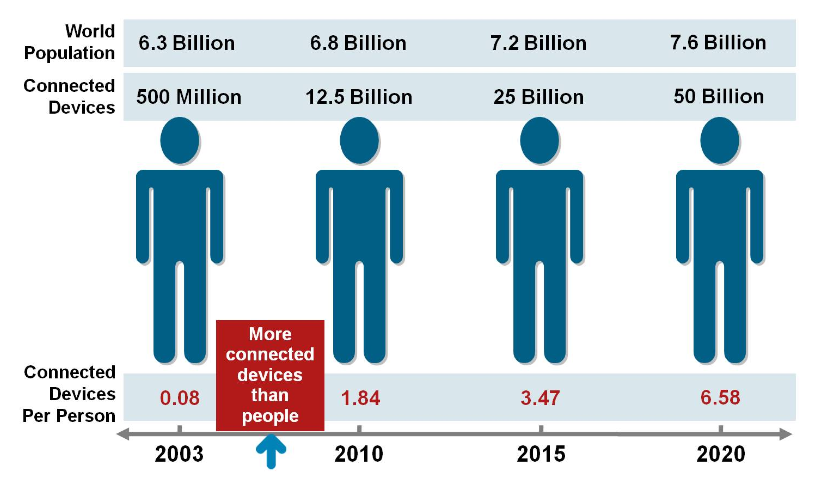 World
Population
6.3 Billion 6.8 Billion 7.2 Billion 7.6 Billion
Connected
Devices
500 Million 12.5 Billion 25 Billion 50 Billion
More
connected
devices
than
people
Connected
Devices
Per Person
0.08 1.84 3.47 6.58
2003 2010 2015 2020